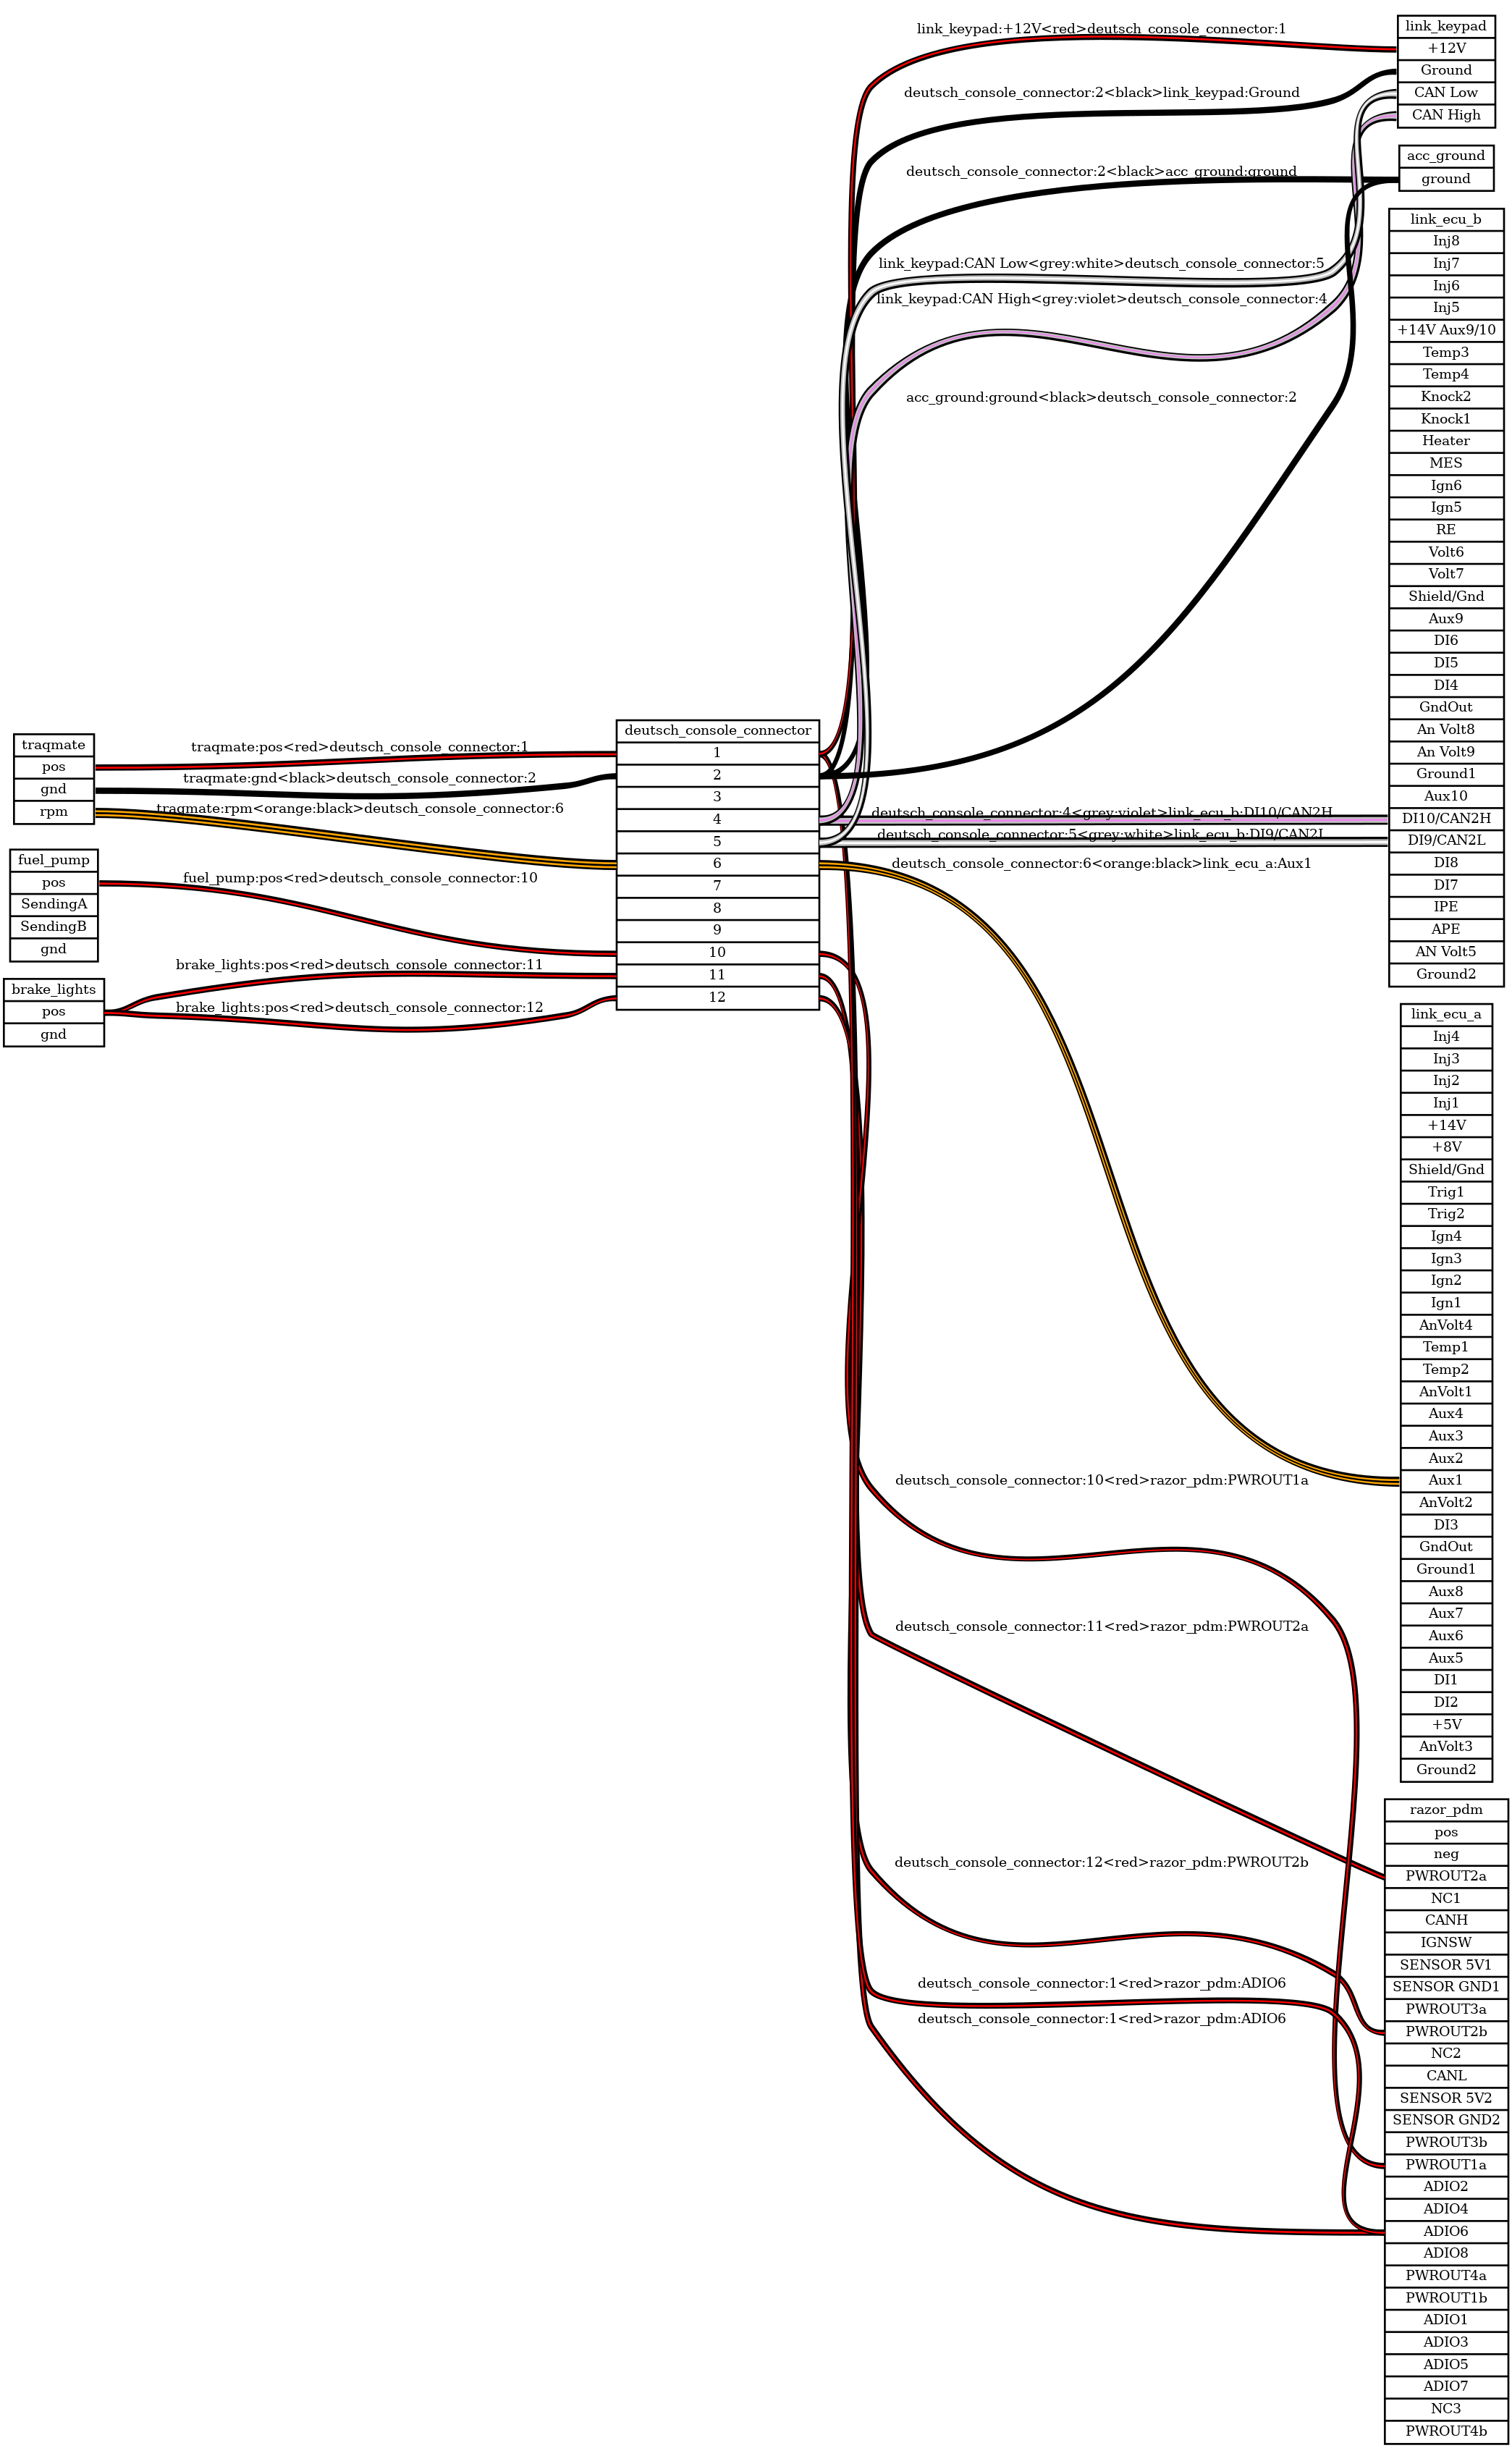 traqmate
pos
gnd
rpm
fuel_pump
pos
SendingA
SendingB
gnd
brake_lights
pos
gnd
traqmate:pos<red>deutsch_console_connector:1
traqmate:gnd<black>deutsch_console_connector:2
traqmate:rpm<orange:black>deutsch_console_connector:6
fuel_pump:pos<red>deutsch_console_connector:10
brake_lights:pos<red>deutsch_console_connector:11
brake_lights:pos<red>deutsch_console_connector:12
deutsch_console_connector
1
2
3
4
5
6
7
8
9
10
11
12
link_keypad:+12V<red>deutsch_console_connector:1
deutsch_console_connector:2<black>link_keypad:Ground
deutsch_console_connector:2<black>acc_ground:ground
link_keypad:CAN Low<grey:white>deutsch_console_connector:5
link_keypad:CAN High<grey:violet>deutsch_console_connector:4
acc_ground:ground<black>deutsch_console_connector:2
deutsch_console_connector:4<grey:violet>link_ecu_b:DI10/CAN2H
deutsch_console_connector:5<grey:white>link_ecu_b:DI9/CAN2L
deutsch_console_connector:6<orange:black>link_ecu_a:Aux1
deutsch_console_connector:10<red>razor_pdm:PWROUT1a
deutsch_console_connector:11<red>razor_pdm:PWROUT2a
deutsch_console_connector:12<red>razor_pdm:PWROUT2b
deutsch_console_connector:1<red>razor_pdm:ADIO6
deutsch_console_connector:1<red>razor_pdm:ADIO6
link_keypad
+12V
Ground
CAN Low
CAN High
acc_ground
ground
link_ecu_b
Inj8
Inj7
Inj6
Inj5
+14V Aux9/10
Temp3
Temp4
Knock2
Knock1
Heater
MES
Ign6
Ign5
RE
Volt6
Volt7
Shield/Gnd
Aux9
DI6
DI5
DI4
GndOut
An Volt8
An Volt9
Ground1
Aux10
DI10/CAN2H
DI9/CAN2L
DI8
DI7
IPE
APE
AN Volt5
Ground2
link_ecu_a
Inj4
Inj3
Inj2
Inj1
+14V
+8V
Shield/Gnd
Trig1
Trig2
Ign4
Ign3
Ign2
Ign1
AnVolt4
Temp1
Temp2
AnVolt1
Aux4
Aux3
Aux2
Aux1
AnVolt2
DI3
GndOut
Ground1
Aux8
Aux7
Aux6
Aux5
DI1
DI2
+5V
AnVolt3
Ground2
razor_pdm
pos
neg
PWROUT2a
NC1
CANH
IGNSW
SENSOR 5V1
SENSOR GND1
PWROUT3a
PWROUT2b
NC2
CANL
SENSOR 5V2
SENSOR GND2
PWROUT3b
PWROUT1a
ADIO2
ADIO4
ADIO6
ADIO8
PWROUT4a
PWROUT1b
ADIO1
ADIO3
ADIO5
ADIO7
NC3
PWROUT4b